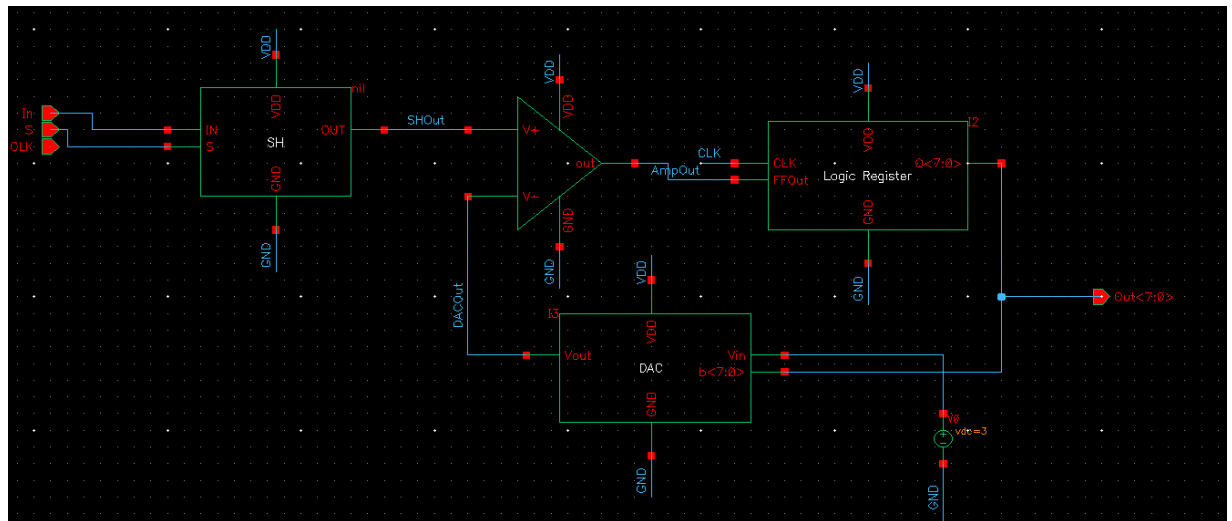 VDD
nil
VDD
In
S
CLK
IN
S
SH
OUT
GND
GND
SHOut
VDD
VDD
V+
V-
out
GND
GND
AmpOut
VDD
I2
VDD
CLK
CLK
FFOut
Logic Register
Q<7:0>
GND
GND
DACOut
VDD
I3
VDD
Vout
DAC
Vin
b<7:0>
GND
GND
Out<7:0>
V0
vdc=3
GND